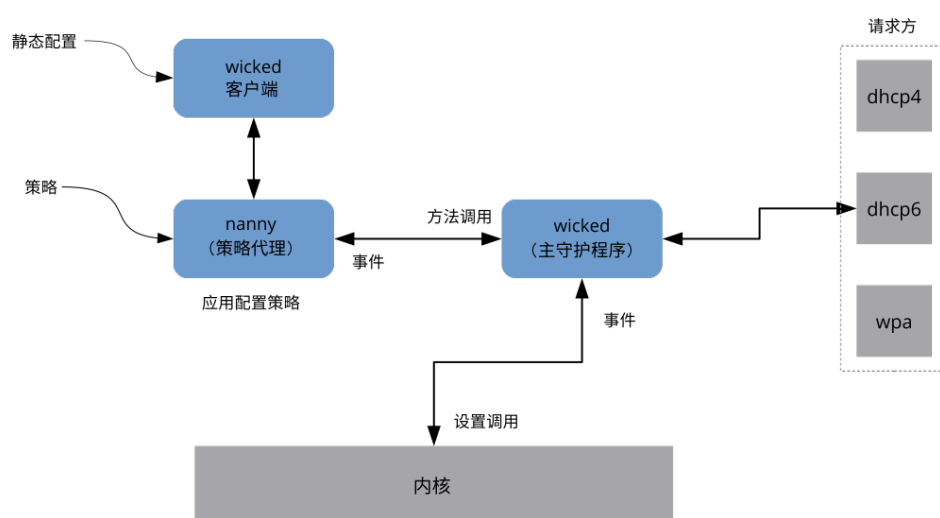 请求方
静态配置
wicked
客户端
dhcp4
策略
nanny
（策略代理）
方法调用
事件
wicked
（主守护程序）
dhcp6
应用配置策略
事件
wpa
设置调用
内核